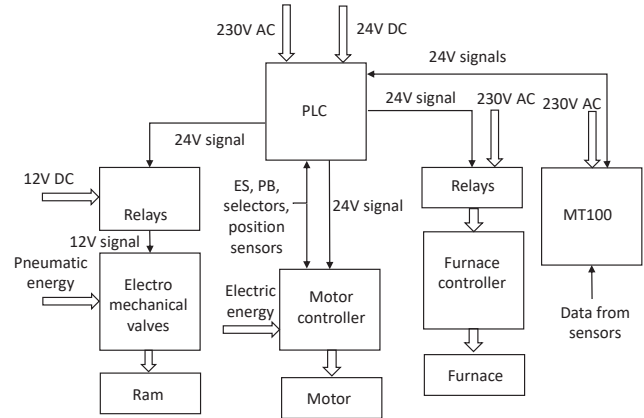 230V AC
24V DC
24V signals
PLC
24V signal
230V AC
230V AC
24V signal
12V DC
Relays
ES, PB,
selectors,
position
sensors
24V signal
Relays
MT100
12V signal
Pneumatic
energy
Electro
mechanical
valves
Electric
energy
Motor
controller
Furnace
controller
Data from
sensors
Ram
Motor
Furnace